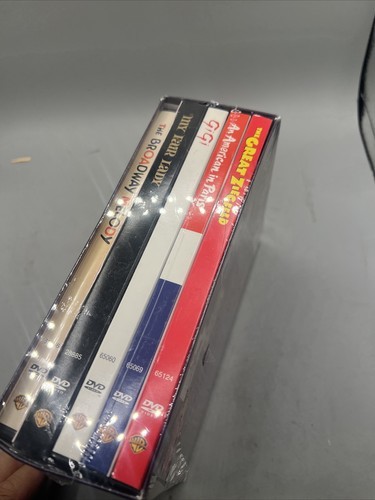 THE BROADWAY MELODY
my FAIR LADY
GiGi
An American in Paris
THE GREAT ZIEGFELD
DVD
DVD
DVD
DVD
DVD
65060
65069
65124